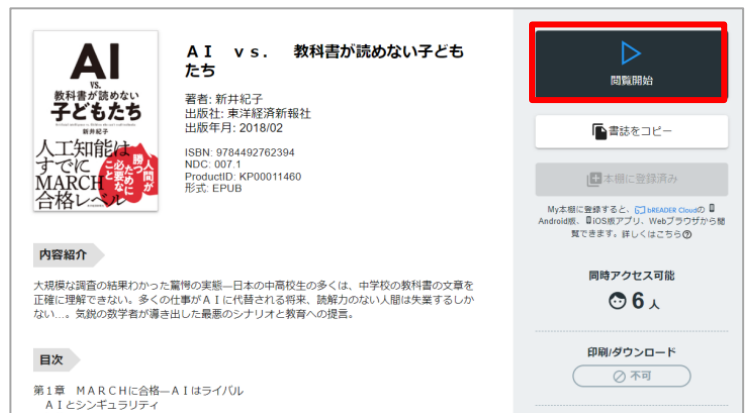 AI
vs.
教科書が読めない
子どもたち
新井紀子
人工知能は
すでに
MARCH
合格レベル
人間が
勝つ
ために
必要な
こと
ＡＩ　ｖｓ．　教科書が読めない子ども
たち
著者: 新井紀子
出版社: 東洋経済新報社
出版年月: 2018/02
ISBN: 9784492762394
NDC: 007.1
ProductID: KP00011460
形式: EPUB
内容紹介
大規模な調査の結果わかった驚愕の実態―日本の中高校生の多くは、中学校の教科書の文章を
正確に理解できない。多くの仕事がＡＩに代替される将来、読解力のない人間は失業するしか
ない…。気鋭の数学者が導き出した最悪のシナリオと教育への提言。
目次
第1章　ＭＡＲＣＨに合格―ＡＩはライバル
ＡＩとシンギュラリティ
閲覧開始
書誌をコピー
本棚に登録済み
My本棚に登録すると、bREADER Cloudの
Android版、iOS版アプリ、Webブラウザから閲
覧できます。詳しくはこちら
同時アクセス可能
6 人
印刷/ダウンロード
不可